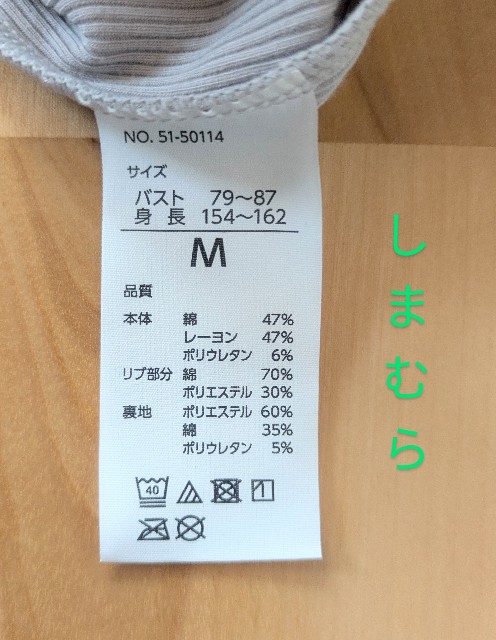 NO. 51-50114
サイズ
バスト 79〜87
身長 154〜162
M
品質
本体 綿 47%
レーヨン 47%
ポリウレタン 6%
リブ部分 綿 70%
ポリエステル 30%
裏地 ポリエステル 60%
綿 35%
ポリウレタン 5%
40
しまむら